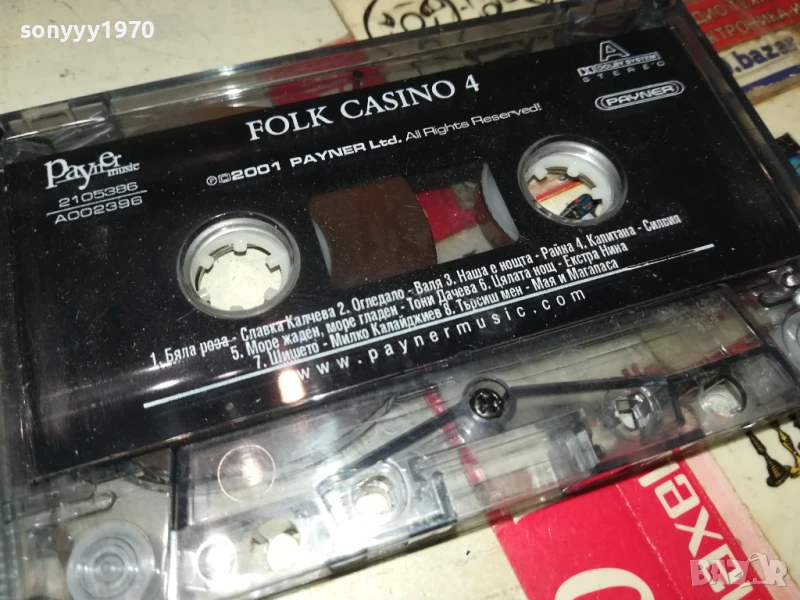 sonyyy1970
FOLK CASINO 4
A
DOLBY SYSTEM
STEREO
PAYNER
Payner
music
2105386
A002396
℗©2001 PAYNER Ltd. All Rights Reserved!
1. Бяла роза - Славка Калчева 2. Огледало - Валя 3. Наша е нощта - Райна 4. Капитана - Силвия
5. Море жаден, море гладен - Тони Дачева 6. Цялата нощ - Екстра Нина
7. Шишето - Милко Калайджиев 8. Търсиш мен - Мая и Магапаса
www.paynermusic.com
.bazar
BAZAR